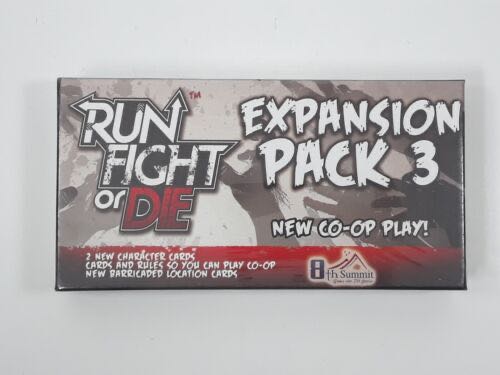 RUN
FIGHT
OR DIE
™
EXPANSION
PACK 3
NEW CO-OP PLAY!
2 NEW CHARACTER CARDS
CARDS AND RULES SO YOU CAN PLAY CO-OP
NEW BARRICADED LOCATION CARDS
8th Summit